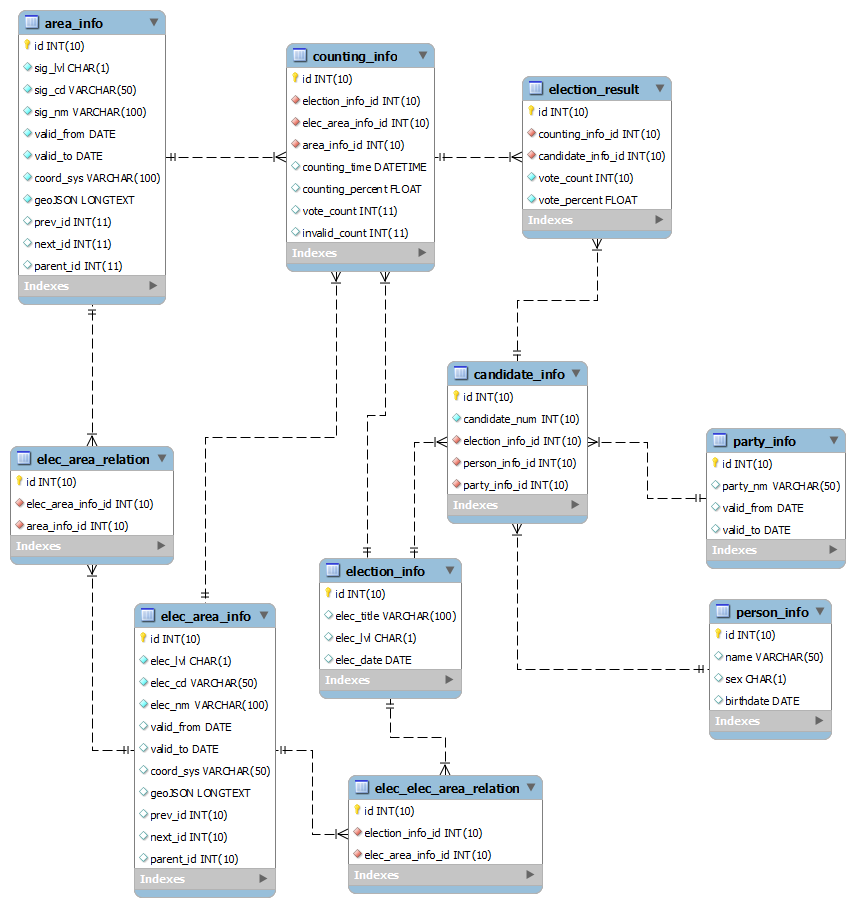 area_info
id INT(10)
sig_lvl CHAR(1)
sig_cd VARCHAR(50)
sig_nm VARCHAR(100)
valid_from DATE
valid_to DATE
coord_sys VARCHAR(100)
geoJSON LONGTEXT
prev_id INT(11)
next_id INT(11)
parent_id INT(11)
Indexes
counting_info
id INT(10)
election_info_id INT(10)
elec_area_info_id INT(10)
area_info_id INT(10)
counting_time DATETIME
counting_percent FLOAT
vote_count INT(11)
invalid_count INT(11)
Indexes
election_result
id INT(10)
counting_info_id INT(10)
candidate_info_id INT(10)
vote_count INT(10)
vote_percent FLOAT
Indexes
candidate_info
id INT(10)
candidate_num INT(10)
election_info_id INT(10)
person_info_id INT(10)
party_info_id INT(10)
Indexes
party_info
id INT(10)
party_nm VARCHAR(50)
valid_from DATE
valid_to DATE
Indexes
elec_area_relation
id INT(10)
elec_area_info_id INT(10)
area_info_id INT(10)
Indexes
election_info
id INT(10)
elec_title VARCHAR(100)
elec_lvl CHAR(1)
elec_date DATE
Indexes
person_info
id INT(10)
name VARCHAR(50)
sex CHAR(1)
birthdate DATE
Indexes
elec_area_info
id INT(10)
elec_lvl CHAR(1)
elec_cd VARCHAR(50)
elec_nm VARCHAR(100)
valid_from DATE
valid_to DATE
coord_sys VARCHAR(50)
geoJSON LONGTEXT
prev_id INT(10)
next_id INT(10)
parent_id INT(10)
Indexes
elec_elec_area_relation
id INT(10)
election_info_id INT(10)
elec_area_info_id INT(10)
Indexes